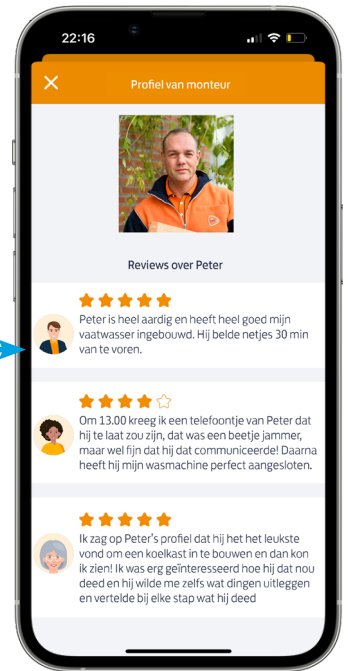 22:16
Profiel van monteur
Reviews over Peter
Peter is heel aardig en heeft heel goed mijn
vaatwasser ingebouwd. Hij belde netjes 30 min
van te voren.
Om 13.00 kreeg ik een telefoontje van Peter dat
hij te laat zou zijn, dat was een beetje jammer,
maar wel fijn dat hij dat communiceerde! Daarna
heeft hij mijn wasmachine perfect aangesloten.
Ik zag op Peter's profiel dat hij het het leukste
vond om een koelkast in te bouwen en dan kon
ik zien! Ik was erg geïnteresseerd hoe hij dat nou
deed en hij wilde me zelfs wat dingen uitleggen
en vertelde bij elke stap wat hij deed